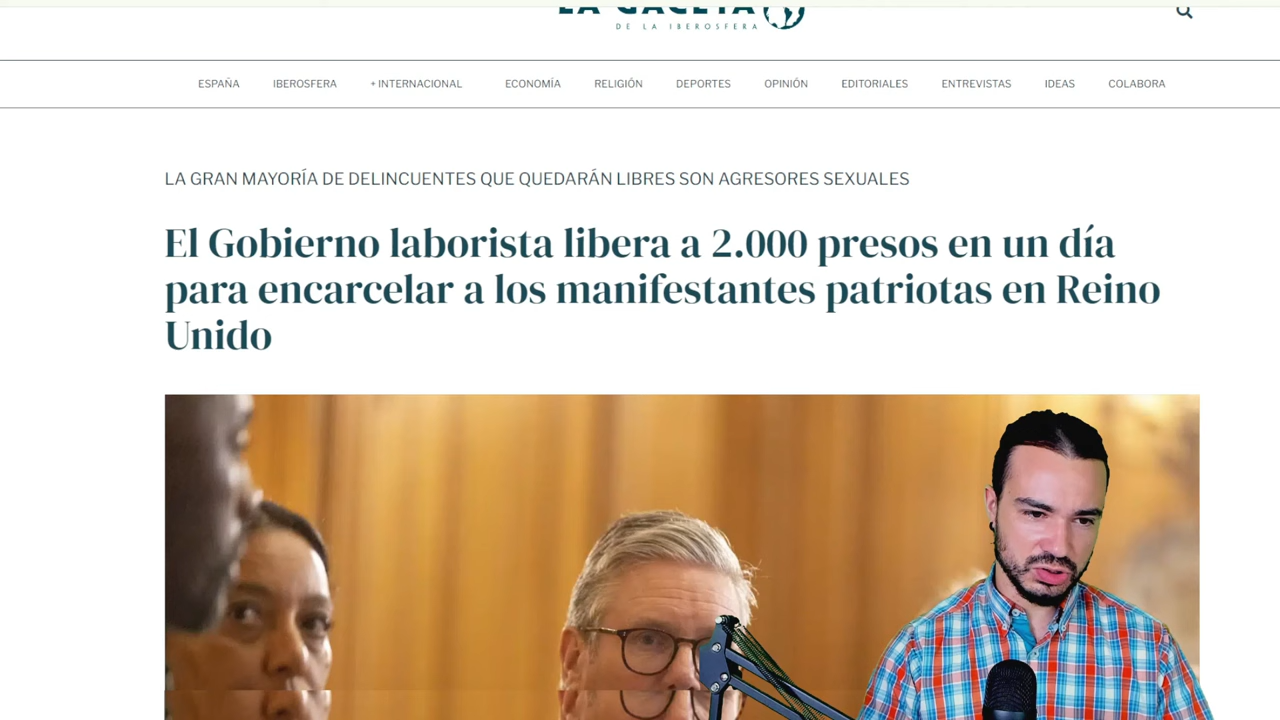 LA GACETA
DE LA IBEROSFERA
ESPAÑA IBEROSFERA + INTERNACIONAL ECONOMÍA RELIGIÓN DEPORTES OPINIÓN EDITORIALES ENTREVISTAS IDEAS COLABORA
LA GRAN MAYORÍA DE DELINCUENTES QUE QUEDARÁN LIBRES SON AGRESORES SEXUALES
El Gobierno laborista libera a 2.000 presos en un día
para encarcelar a los manifestantes patriotas en Reino
Unido